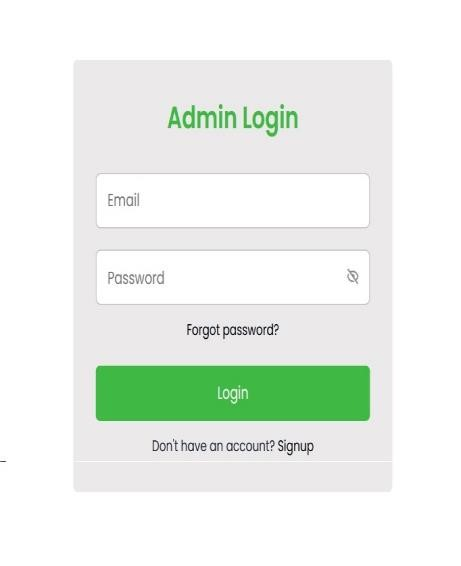 Admin Login
Email
Password
Forgot password?
Login
Don't have an account? Signup